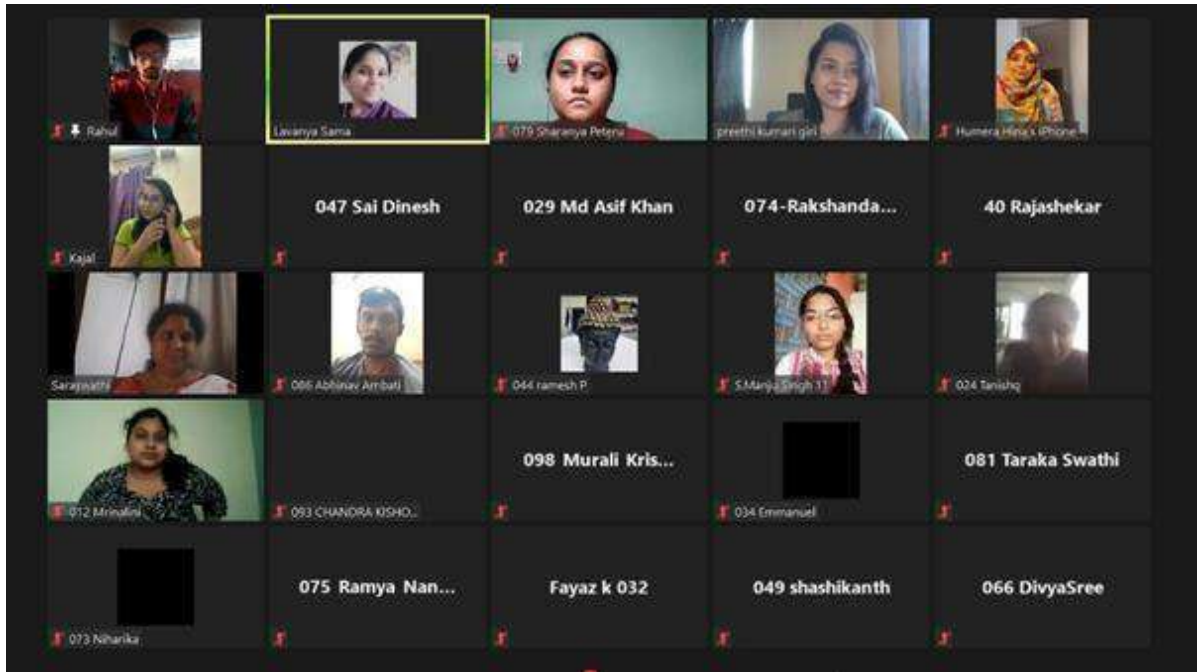 Rahul
Lavanya Sama
079 Sharanya Peteru
preethi kumari giri
Humera Hina's iPhone
Kajal
047 Sai Dinesh
029 Md Asif Khan
074-Rakshanda...
40 Rajashekar
Saraswathi
086 Abhinav Ambati
044 ramesh P
S.Manju Singh 11
024 Tanishq
012 Mrinalini
093 CHANDRA KISHO...
098 Murali Kris...
034 Emmanuel
081 Taraka Swathi
073 Niharika
075 Ramya Nan...
Fayaz k 032
049 shashikanth
066 DivyaSree